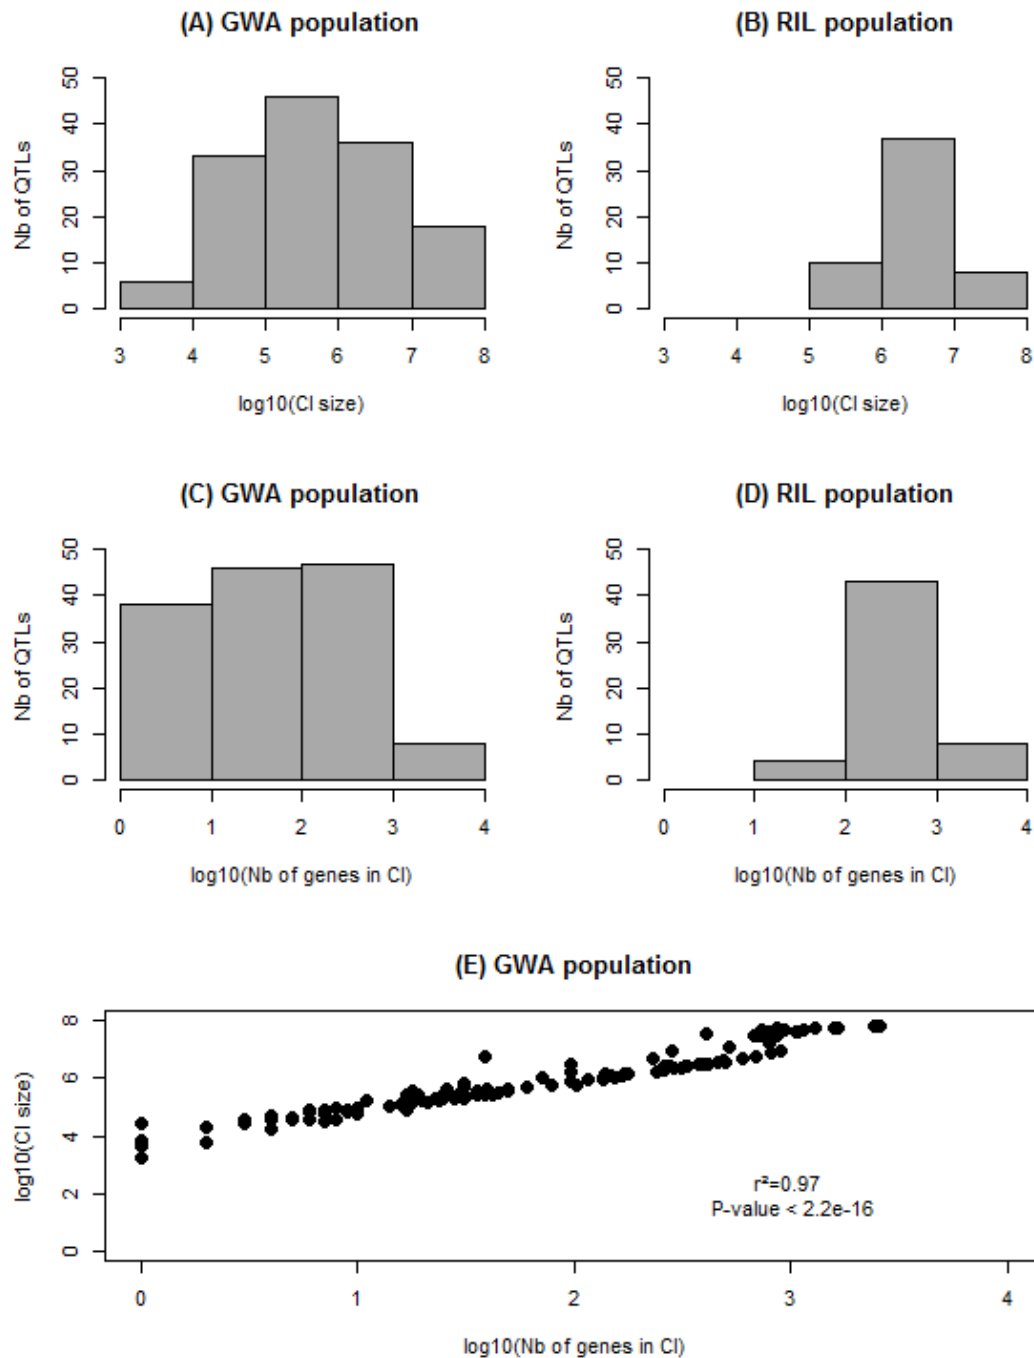 (A) GWA population
Nb of QTLs
50
40
30
20
10
0
3 4 5 6 7 8
log10(CI size)
(B) RIL population
Nb of QTLs
50
40
30
20
10
0
3 4 5 6 7 8
log10(CI size)
(C) GWA population
Nb of QTLs
50
40
30
20
10
0
0 1 2 3 4
log10(Nb of genes in CI)
(D) RIL population
Nb of QTLs
50
40
30
20
10
0
0 1 2 3 4
log10(Nb of genes in CI)
(E) GWA population
log10(CI size)
8
6
4
2
0
r²=0.97
P-value < 2.2e-16
0 1 2 3 4
log10(Nb of genes in CI)